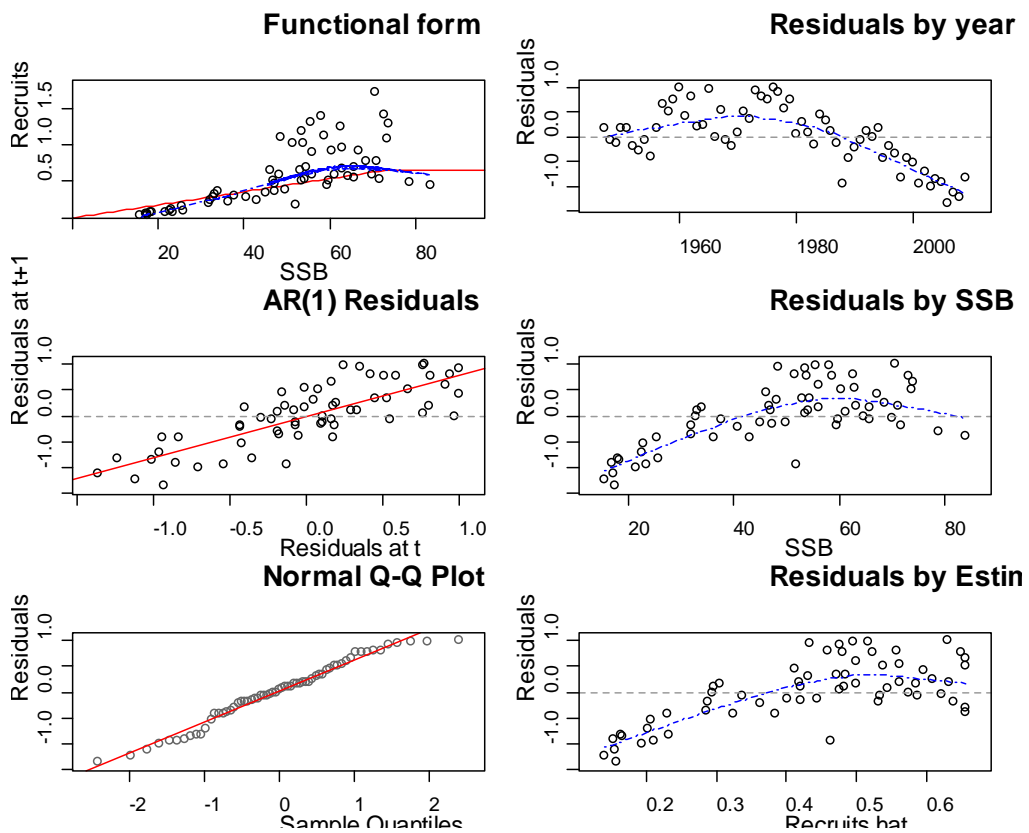 Functional form
Recruits
0.5 1.0 1.5
20 40 60 80
SSB
Residuals by year
Residuals
-1.0 0.0 1.0
1960 1980 2000
AR(1) Residuals
Residuals at t+1
-1.0 0.0 1.0
-1.0 -0.5 0.0 0.5 1.0
Residuals at t
Residuals by SSB
Residuals
-1.0 0.0 1.0
20 40 60 80
SSB
Normal Q-Q Plot
Residuals
-1.0 0.0 1.0
-2 -1 0 1 2
Sample Quantiles
Residuals by Estim
Residuals
-1.0 0.0 1.0
0.2 0.3 0.4 0.5 0.6
Recruits hat